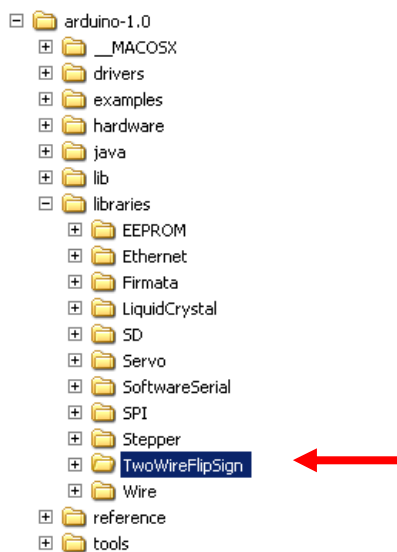 arduino-1.0
__MACOSX
drivers
examples
hardware
java
lib
libraries
EEPROM
Ethernet
Firmata
LiquidCrystal
SD
Servo
SoftwareSerial
SPI
Stepper
TwoWireFlipSign
Wire
reference
tools